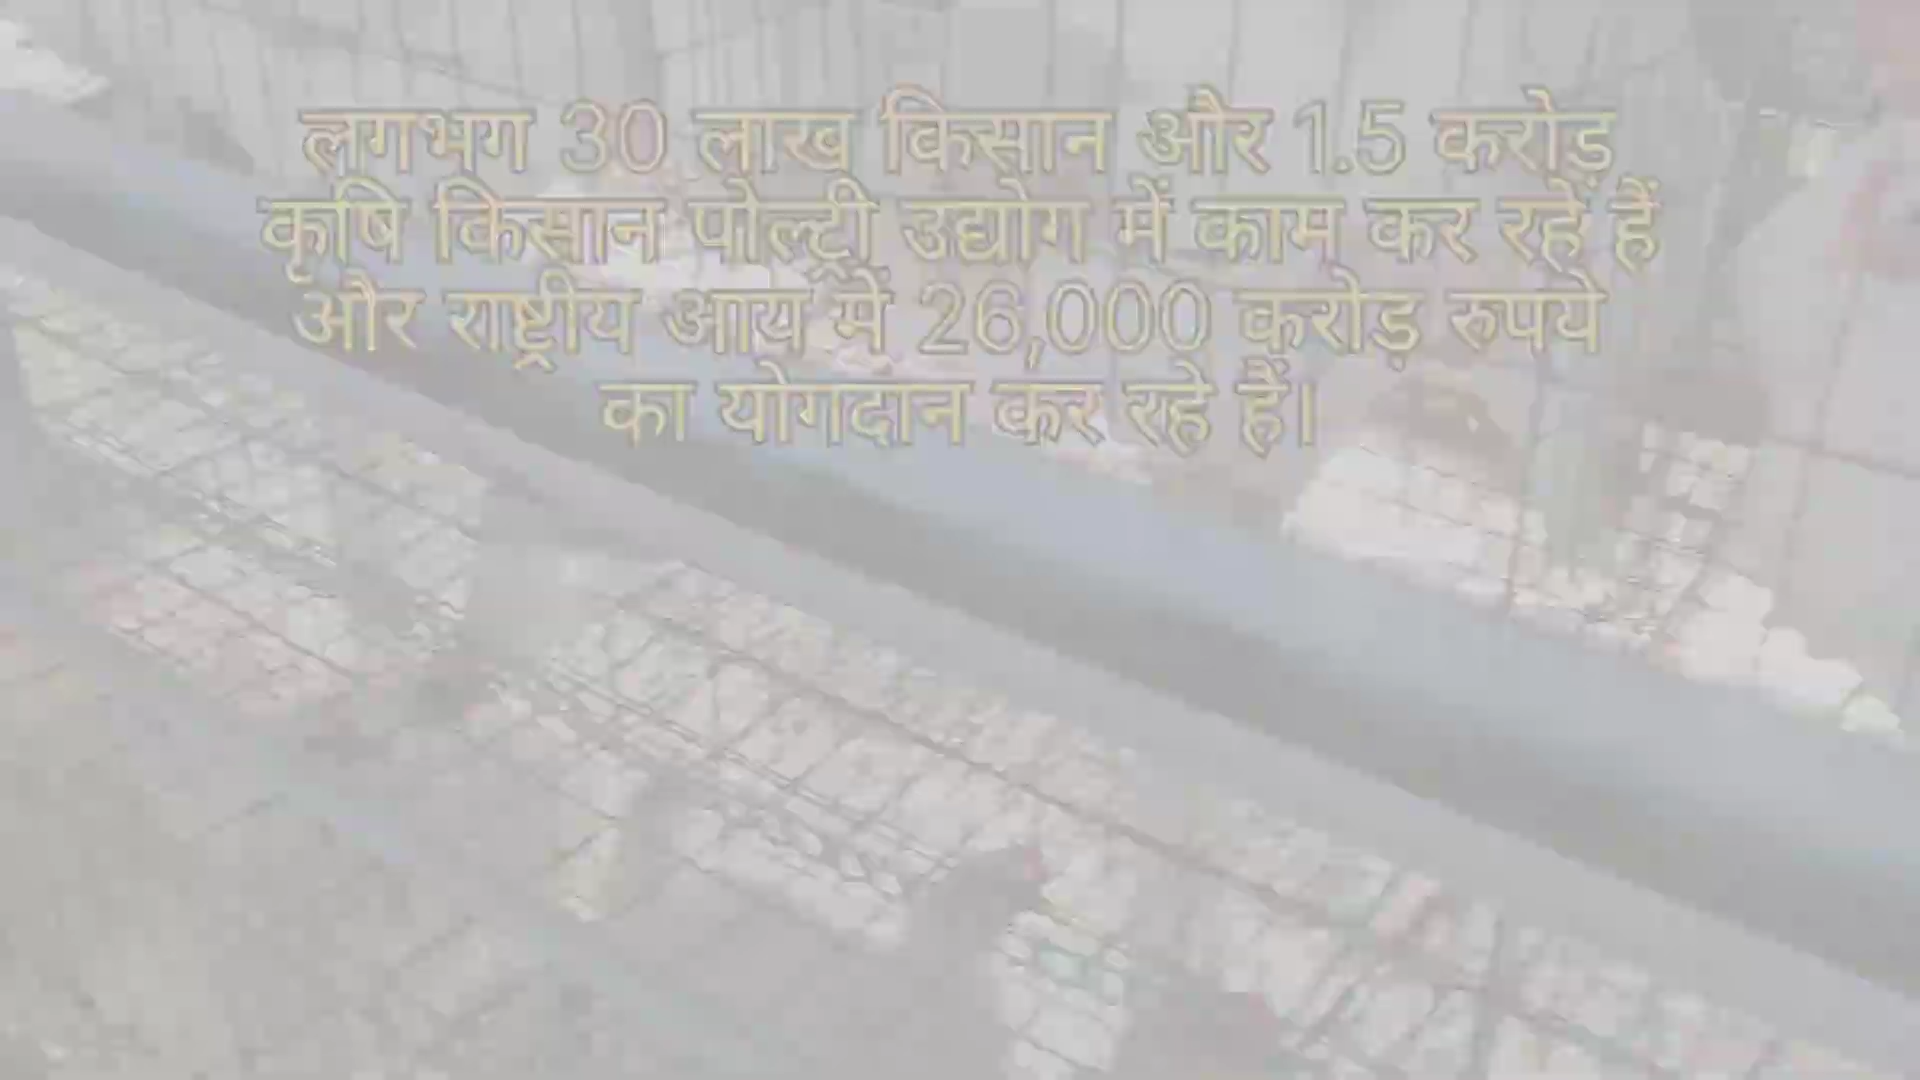 लगभग 30 लाख किसान और 1.5 करोड़
कृषि किसान पोल्ट्री उद्योग में काम कर रहें हैं
और राष्ट्रीय आय में 26,000 करोड़ रुपये
का योगदान कर रहे हैं।